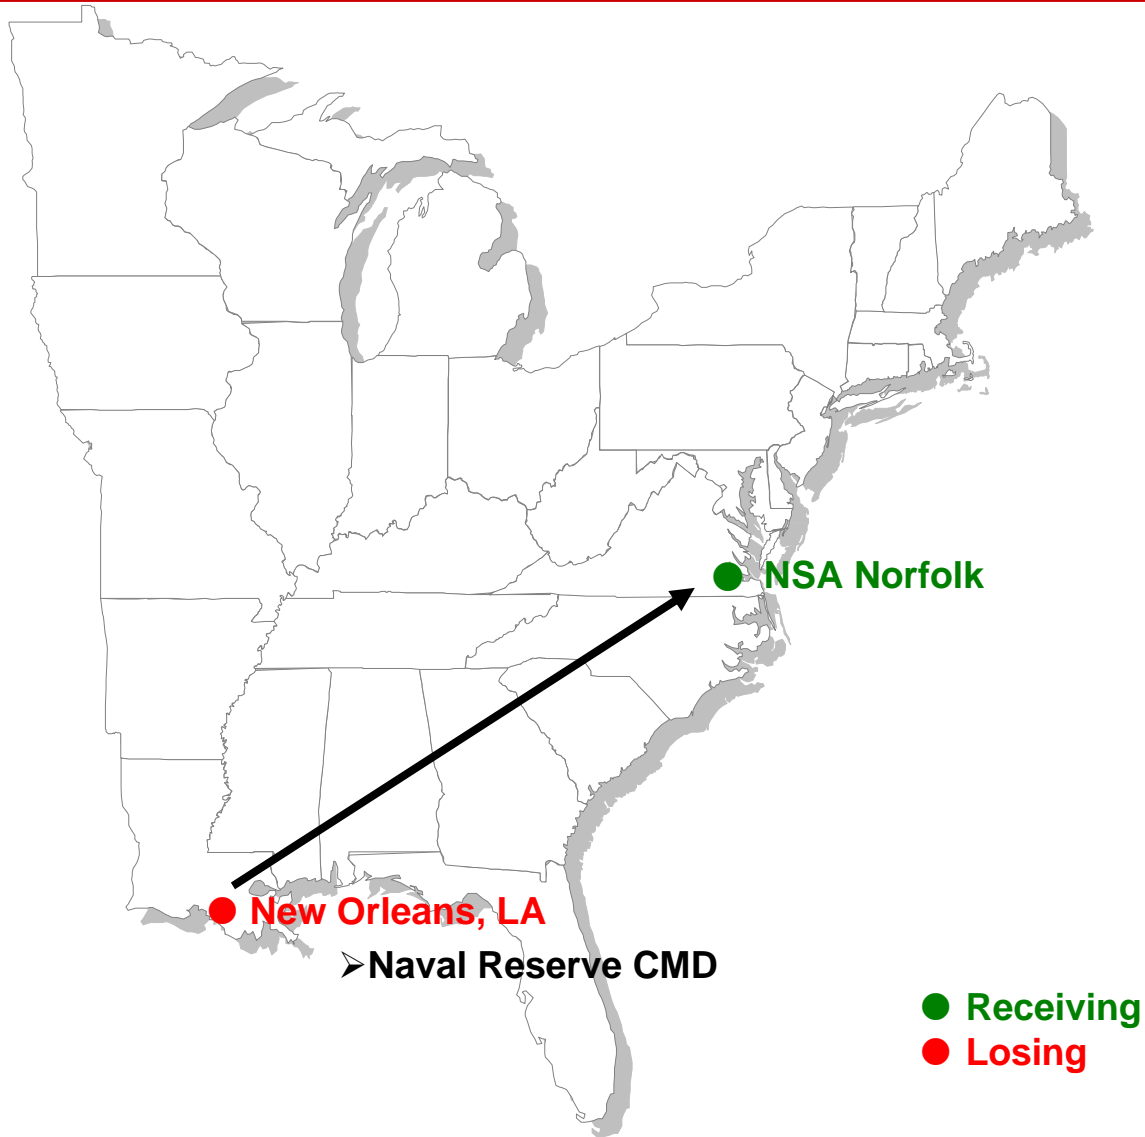 NSA Norfolk
New Orleans, LA
➢Naval Reserve CMD
Receiving
Losing